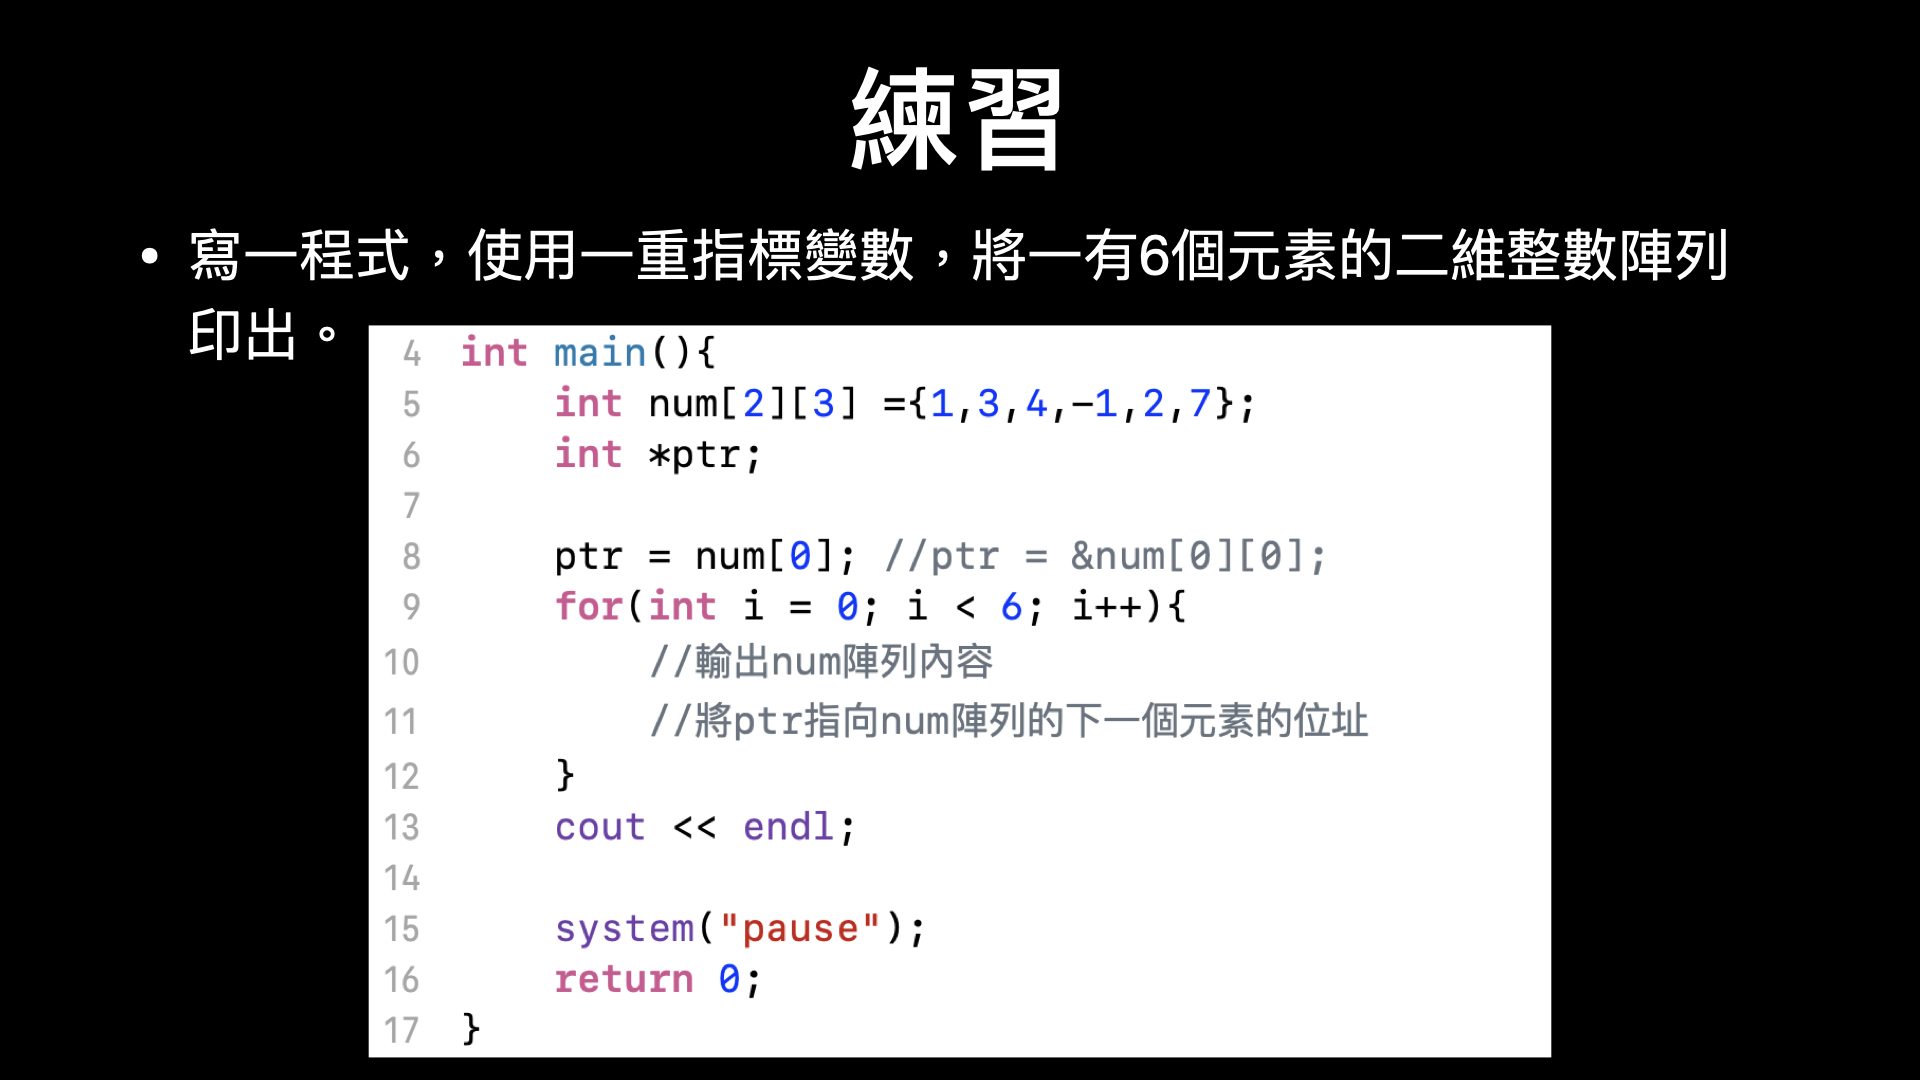 練習
• 寫一程式，使用一重指標變數，將一有6個元素的二維整數陣列
印出。
4 int main(){
5     int num[2][3] ={1,3,4,-1,2,7};
6     int *ptr;
7
8     ptr = num[0]; //ptr = &num[0][0];
9     for(int i = 0; i < 6; i++){
10         //輸出num陣列內容
11         //將ptr指向num陣列的下一個元素的位址
12     }
13     cout << endl;
14
15     system("pause");
16     return 0;
17 }